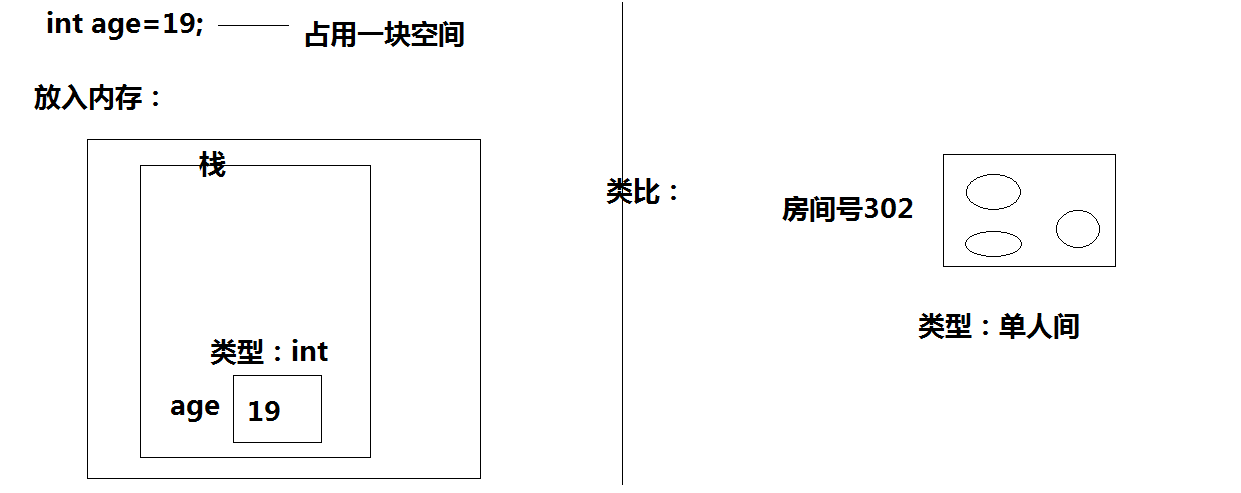 int age=19;
占用一块空间
放入内存：
栈
类型：int
age
19
类比：
房间号302
类型：单人间